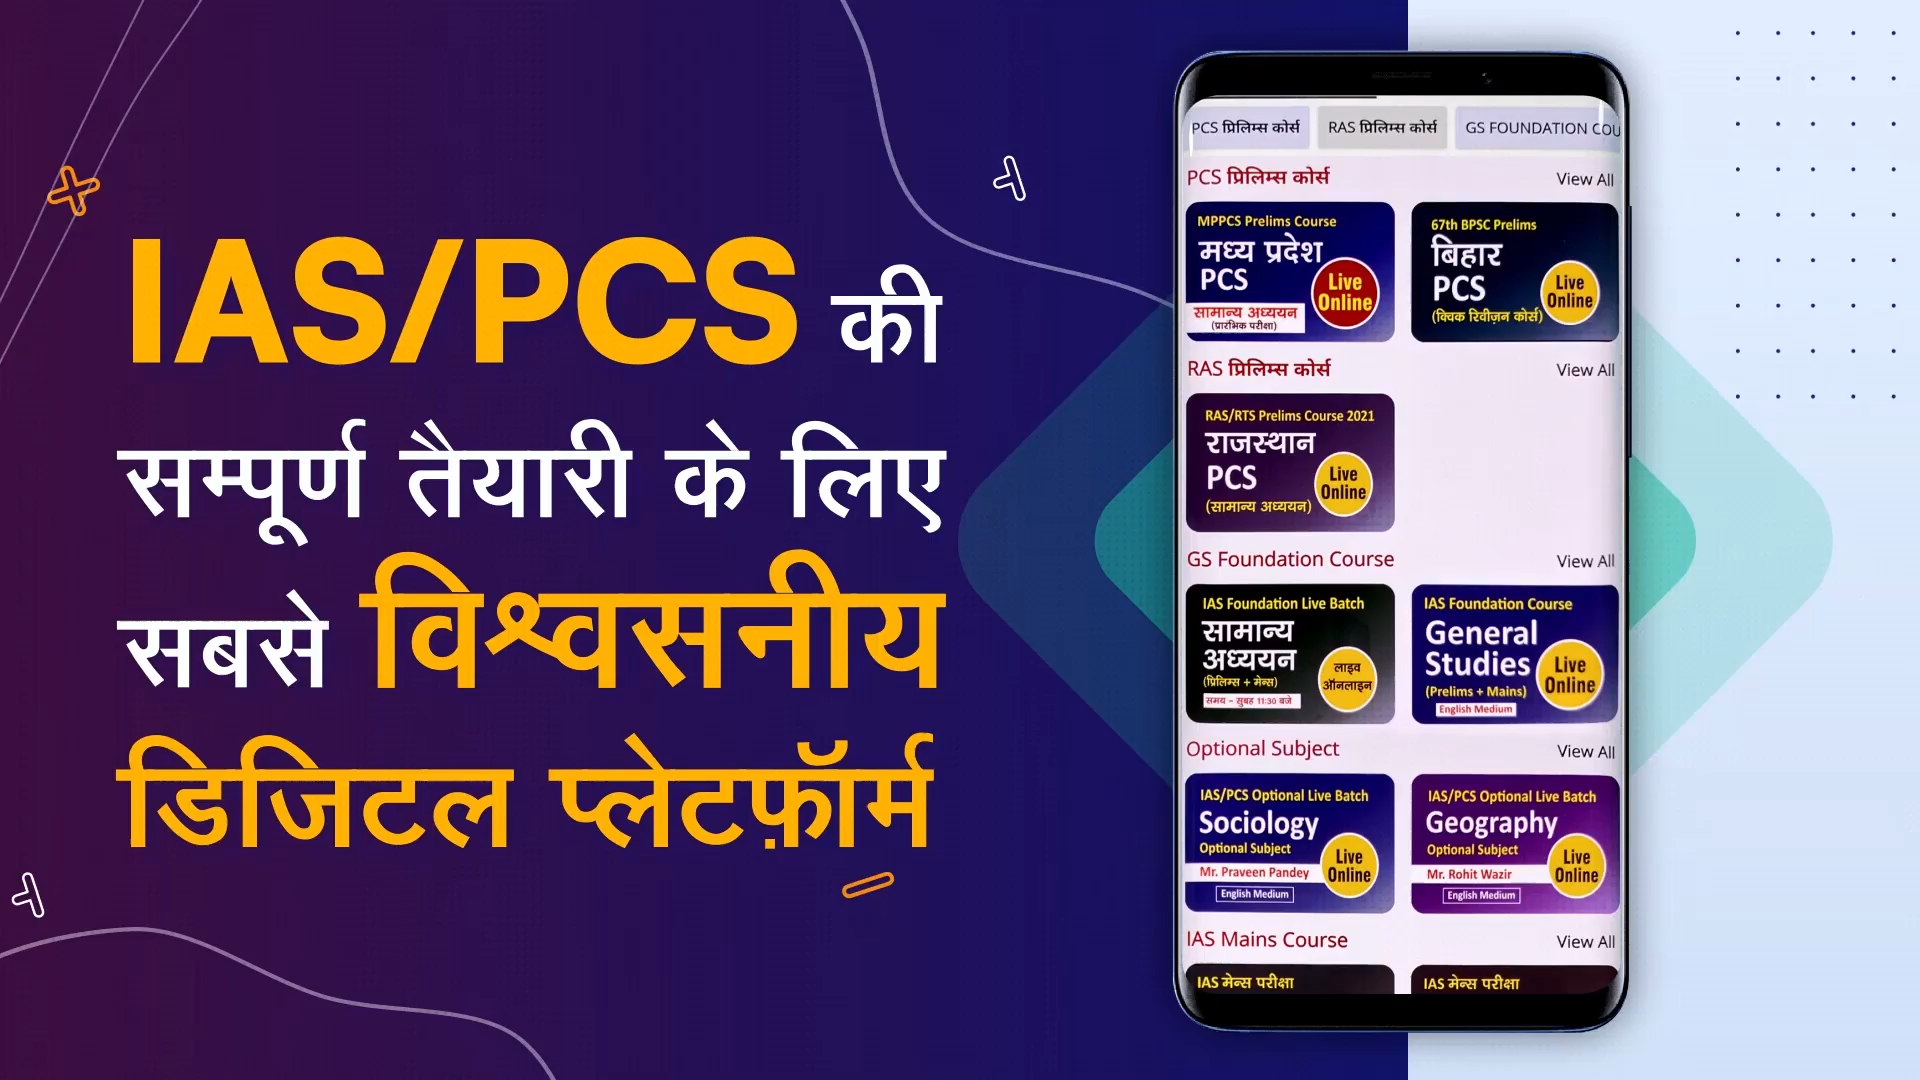 IAS/PCS की
सम्पूर्ण तैयारी के लिए
सबसे विश्वसनीय
डिजिटल प्लेटफ़ॉर्म
PCS प्रिलिम्स कोर्स
RAS प्रिलिम्स कोर्स
GS FOUNDATION COU
PCS प्रिलिम्स कोर्स
View All
MPPCS Prelims Course
मध्य प्रदेश
PCS
Live
Online
सामान्य अध्ययन
(प्रारंभिक परीक्षा)
67th BPSC Prelims
बिहार
PCS
Live
Online
(क्विक रिवीज़न कोर्स)
RAS प्रिलिम्स कोर्स
View All
RAS/RTS Prelims Course 2021
राजस्थान
PCS
Live
Online
(सामान्य अध्ययन)
GS Foundation Course
View All
IAS Foundation Live Batch
सामान्य
अध्ययन
(प्रिलिम्स + मेन्स)
समय - सुबह 11:30 बजे
लाइव
ऑनलाइन
IAS Foundation Course
General
Studies
(Prelims + Mains)
English Medium
Live
Online
Optional Subject
View All
IAS/PCS Optional Live Batch
Sociology
Optional Subject
Mr. Praveen Pandey
English Medium
Live
Online
IAS/PCS Optional Live Batch
Geography
Optional Subject
Mr. Rohit Wazir
English Medium
Live
Online
IAS Mains Course
View All
IAS मेन्स परीक्षा
IAS मेन्स परीक्षा